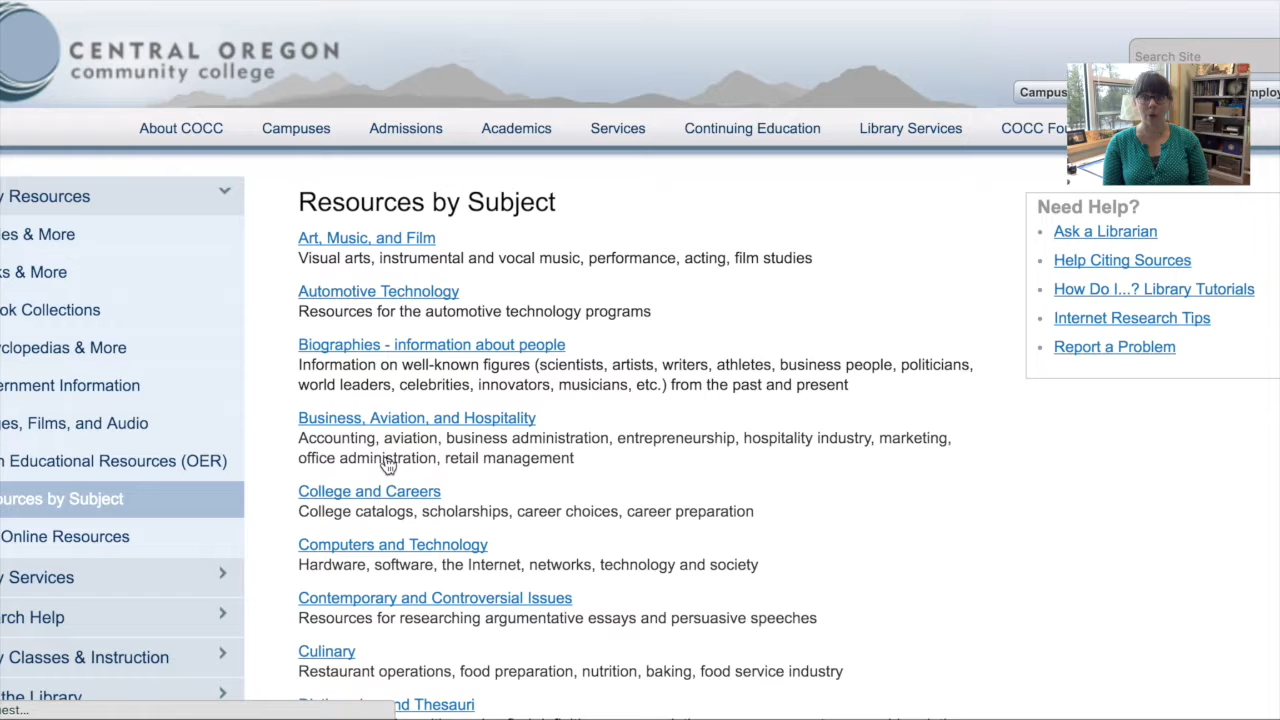 CENTRAL OREGON
community college
Search Site
Campus
mploy
About COCC
Campuses
Admissions
Academics
Services
Continuing Education
Library Services
COCC Fou
y Resources
es & More
s & More
ok Collections
yclopedias & More
ernment Information
ges, Films, and Audio
n Educational Resources (OER)
ources by Subject
Online Resources
y Services
arch Help
y Classes & Instruction
the Library
uest...
Resources by Subject
Art, Music, and Film
Visual arts, instrumental and vocal music, performance, acting, film studies
Automotive Technology
Resources for the automotive technology programs
Biographies - information about people
Information on well-known figures (scientists, artists, writers, athletes, business people, politicians,
world leaders, celebrities, innovators, musicians, etc.) from the past and present
Business, Aviation, and Hospitality
Accounting, aviation, business administration, entrepreneurship, hospitality industry, marketing,
office administration, retail management
College and Careers
College catalogs, scholarships, career choices, career preparation
Computers and Technology
Hardware, software, the Internet, networks, technology and society
Contemporary and Controversial Issues
Resources for researching argumentative essays and persuasive speeches
Culinary
Restaurant operations, food preparation, nutrition, baking, food service industry
nd Thesauri
Need Help?
Ask a Librarian
Help Citing Sources
How Do I...? Library Tutorials
Internet Research Tips
Report a Problem